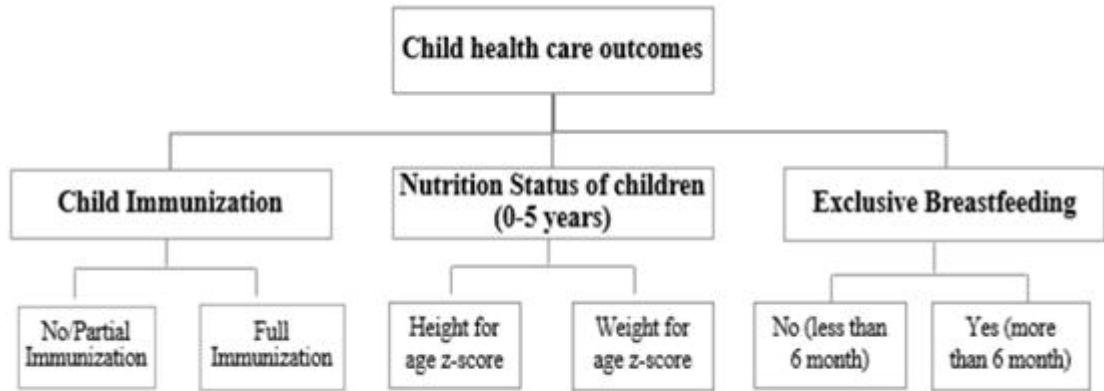 Child health care outcomes
Child Immunization
Nutrition Status of children
(0-5 years)
Exclusive Breastfeeding
No/Partial
Immunization
Full
Immunization
Height for
age z-score
Weight for
age z-score
No (less than
6 month)
Yes (more
than 6 month)